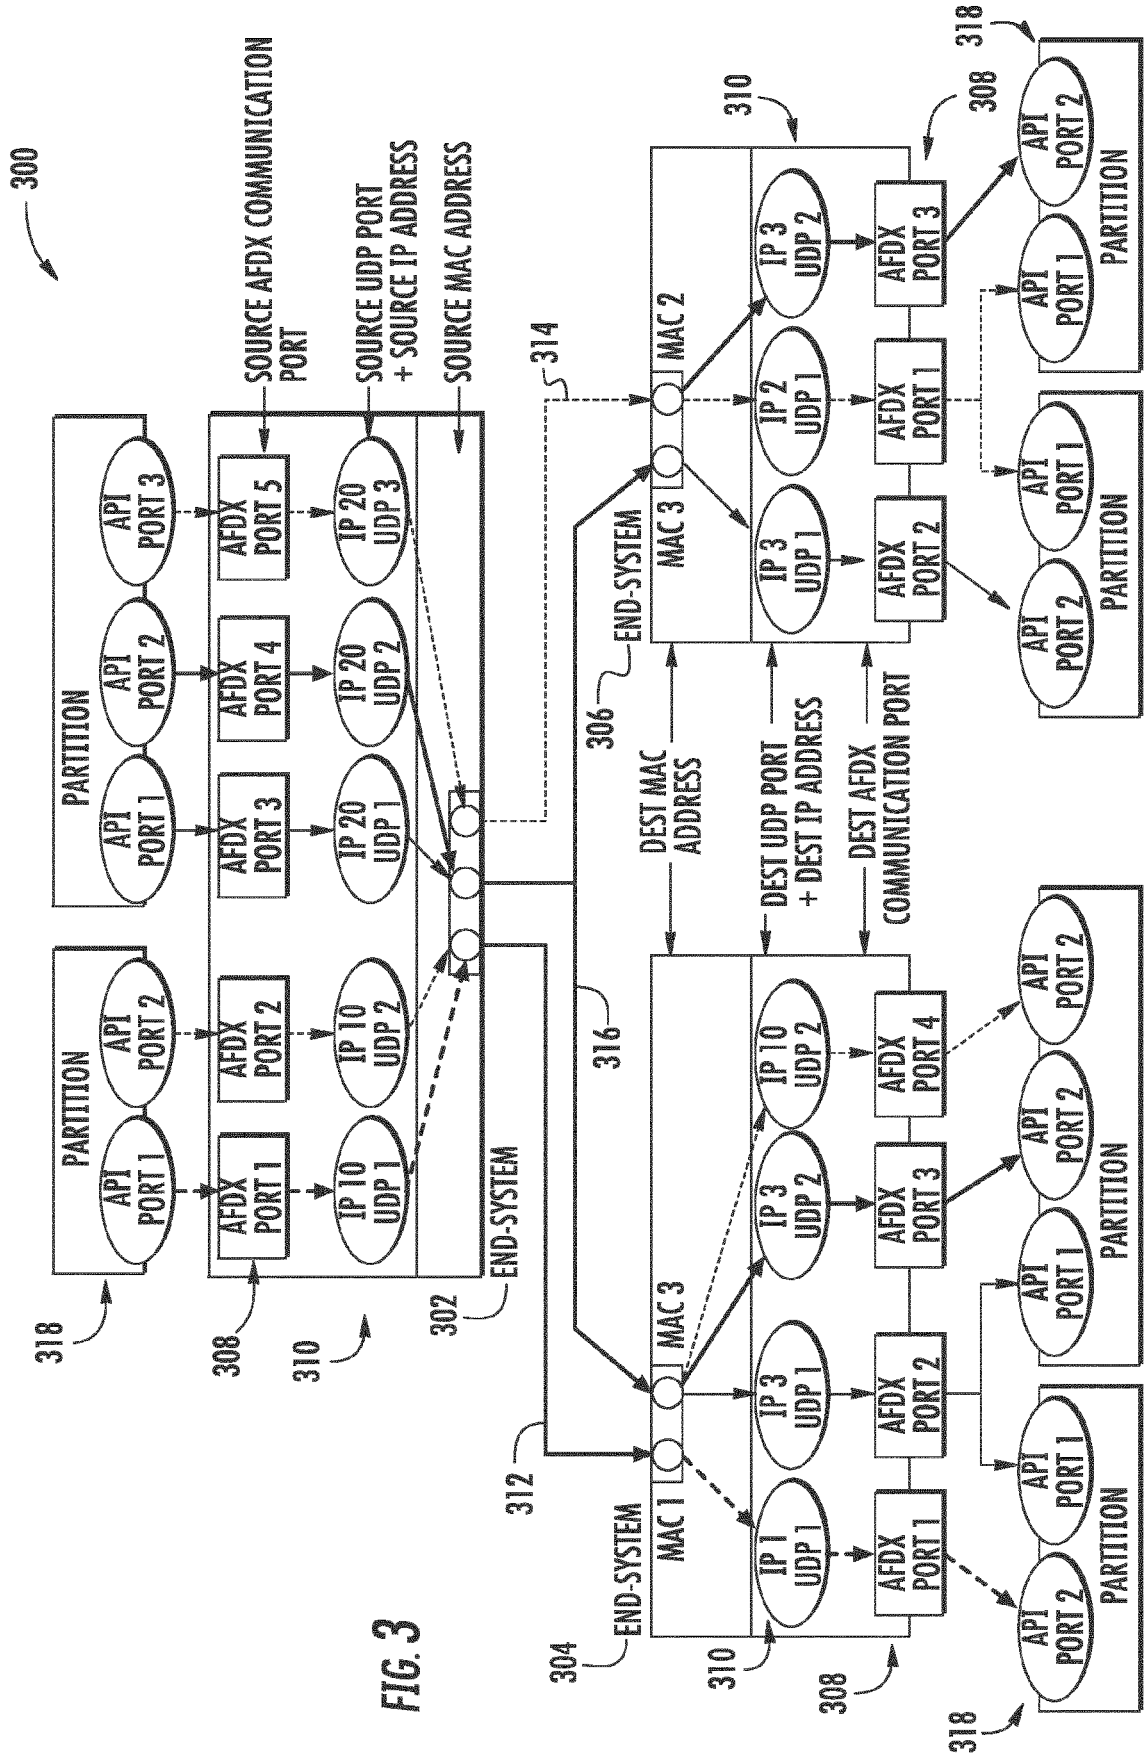 300
PARTITION
API
PORT 1
API
PORT 2
PARTITION
API
PORT 1
API
PORT 2
API
PORT 3
318
AFDX
PORT 1
AFDX
PORT 2
AFDX
PORT 3
AFDX
PORT 4
AFDX
PORT 5
SOURCE AFDX COMMUNICATION
PORT
308
IP 10
UDP 1
IP 10
UDP 2
IP 20
UDP 1
IP 20
UDP 2
IP 20
UDP 3
SOURCE UDP PORT
+ SOURCE IP ADDRESS
310
SOURCE MAC ADDRESS
302
END-SYSTEM
312
316
314
FIG. 3
304
END-SYSTEM
MAC 1
MAC 3
DEST MAC
ADDRESS
306
END-SYSTEM
MAC 3
MAC 2
310
IP 1
UDP 1
IP 3
UDP 1
IP 3
UDP 2
IP 10
UDP 2
DEST UDP PORT
+ DEST IP ADDRESS
IP 3
UDP 1
IP 2
UDP 1
IP 3
UDP 2
310
308
AFDX
PORT 1
AFDX
PORT 2
AFDX
PORT 3
AFDX
PORT 4
DEST AFDX
COMMUNICATION PORT
AFDX
PORT 2
AFDX
PORT 1
AFDX
PORT 3
308
318
API
PORT 2
API
PORT 1
PARTITION
API
PORT 1
API
PORT 2
API
PORT 2
PARTITION
API
PORT 2
API
PORT 1
PARTITION
API
PORT 1
API
PORT 2
PARTITION
318